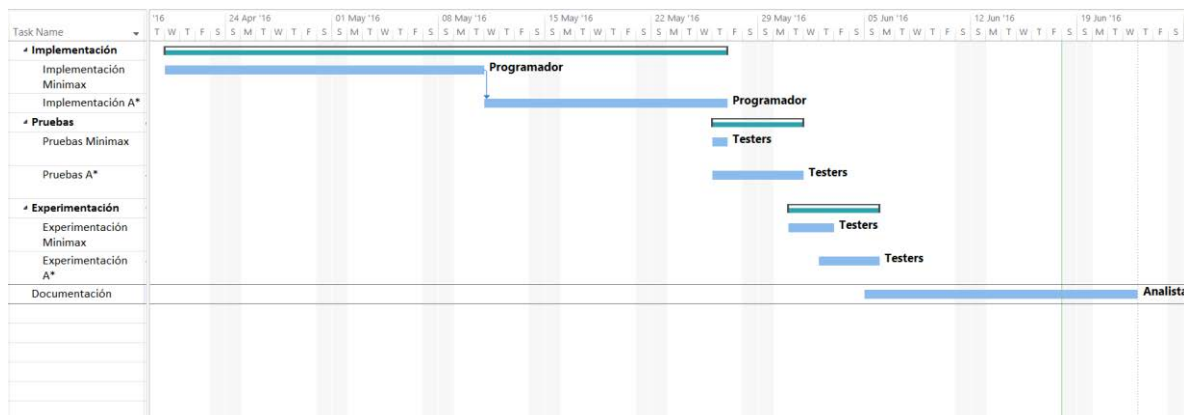 '16 24 Apr '16 01 May '16 08 May '16 15 May '16 22 May '16 29 May '16 05 Jun '16 12 Jun '16 19 Jun '16
Task Name T W T F S S M T W T F S S M T W T F S S M T W T F S S M T W T F S S M T W T F S S M T W T F S S M T W T F S S M T W T F S S M T W T F S
Implementación
Implementación Programador
Minimax
Implementación A* Programador
Pruebas
Pruebas Minimax Testers
Pruebas A* Testers
Experimentación
Experimentación Testers
Minimax
Experimentación Testers
A*
Documentación Analista